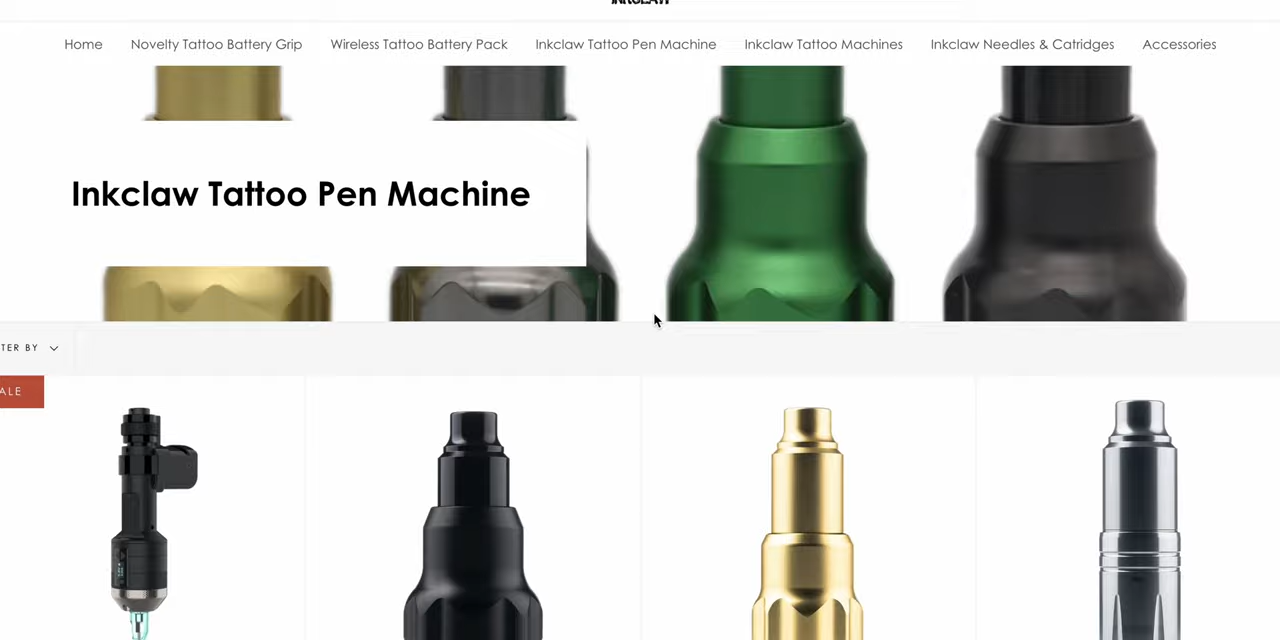 INKCLAW
Home Novelty Tattoo Battery Grip Wireless Tattoo Battery Pack Inkclaw Tattoo Pen Machine Inkclaw Tattoo Machines Inkclaw Needles & Catridges Accessories
Inkclaw Tattoo Pen Machine
TER BY
ALE